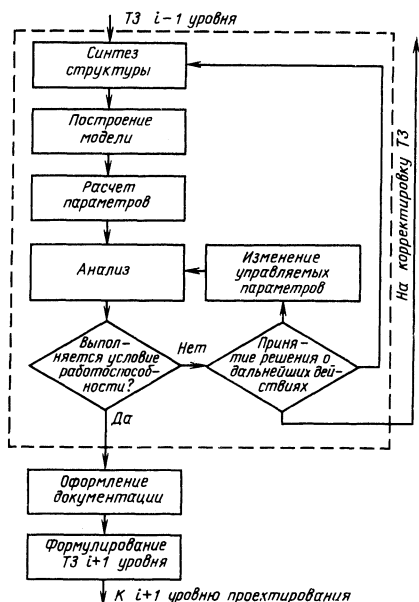 ТЗ i−1 уровня
Синтез
структуры
Построение
модели
Расчет
параметров
Анализ
Изменение
управляемых
параметров
Выпол-
няется условие
работоспособ-
ности?
Нет
Приня-
тие решения о
дальнейших дей-
ствиях
На корректировку ТЗ
Да
Оформление
документации
Формулирование
ТЗ i+1 уровня
К i+1 уровню проектирования